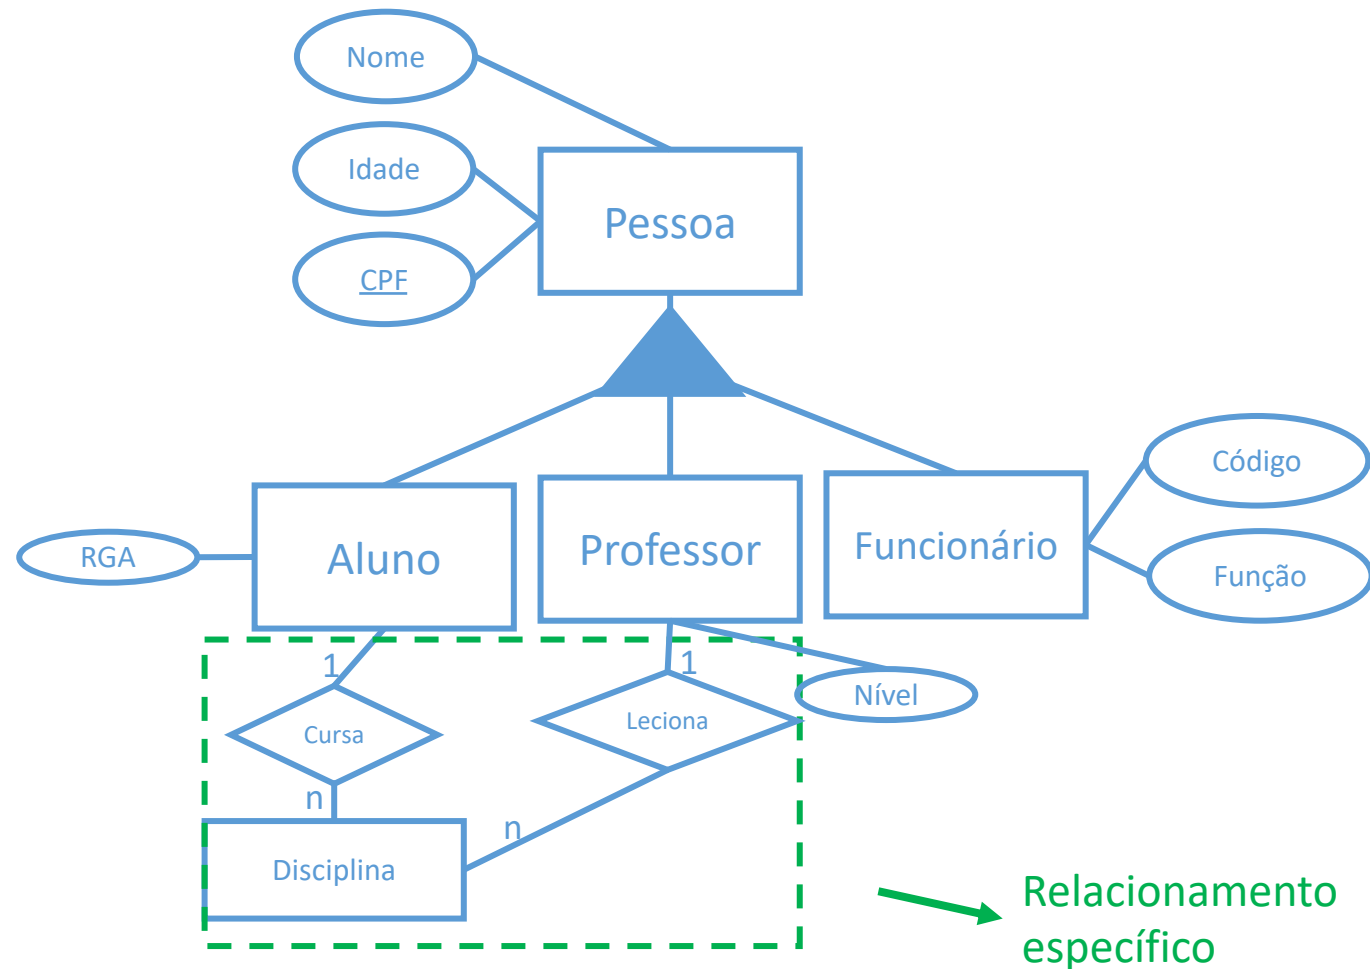 Nome
Idade
CPF
Pessoa
Código
Função
RGA
Aluno
Professor
Funcionário
1
1
Nível
Cursa
Leciona
n
n
Disciplina
Relacionamento
específico